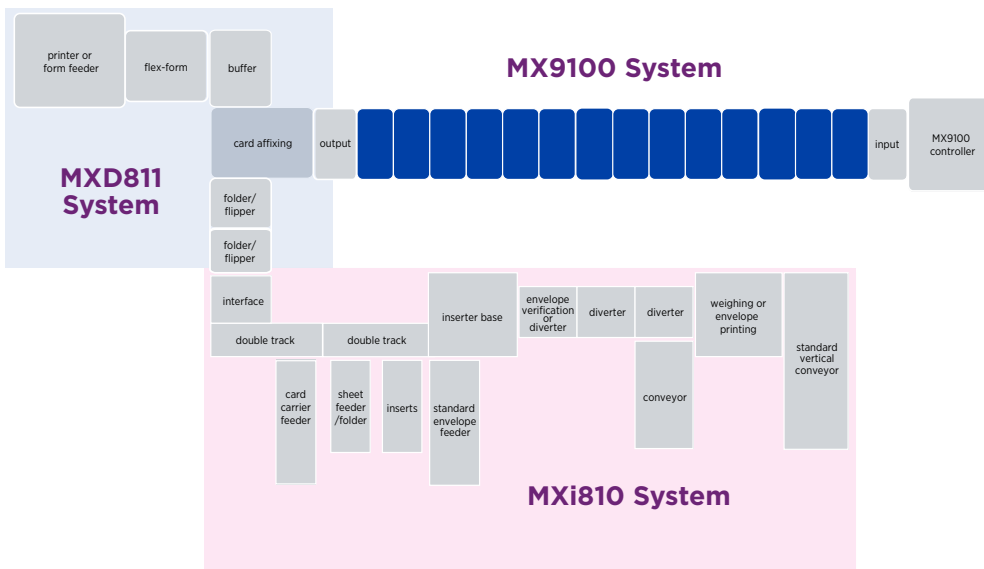 printer or
form feeder
flex-form
buffer
MX9100 System
card affixing
output
input
MX9100
controller
MXD811
System
folder/
flipper
folder/
flipper
interface
double track
double track
inserter base
envelope
verification
or
diverter
diverter
diverter
weighing or
envelope
printing
standard
vertical
conveyor
card
carrier
feeder
sheet
feeder
/folder
inserts
standard
envelope
feeder
conveyor
MXi810 System